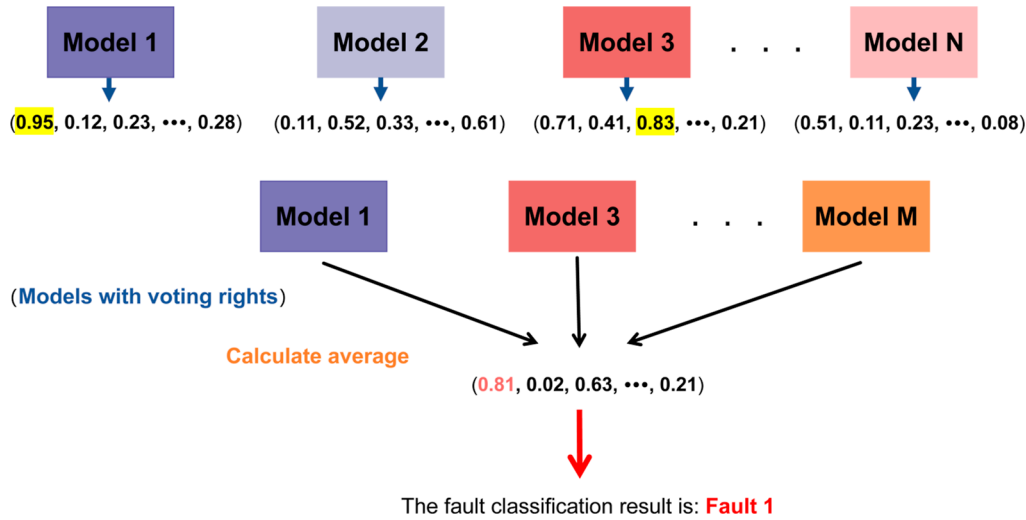 Model 1 Model 2 Model 3 . . . Model N
(0.95, 0.12, 0.23, •••, 0.28) (0.11, 0.52, 0.33, •••, 0.61) (0.71, 0.41, 0.83, •••, 0.21) (0.51, 0.11, 0.23, •••, 0.08)
Model 1 Model 3 . . . Model M
(Models with voting rights)
Calculate average
(0.81, 0.02, 0.63, •••, 0.21)
The fault classification result is: Fault 1